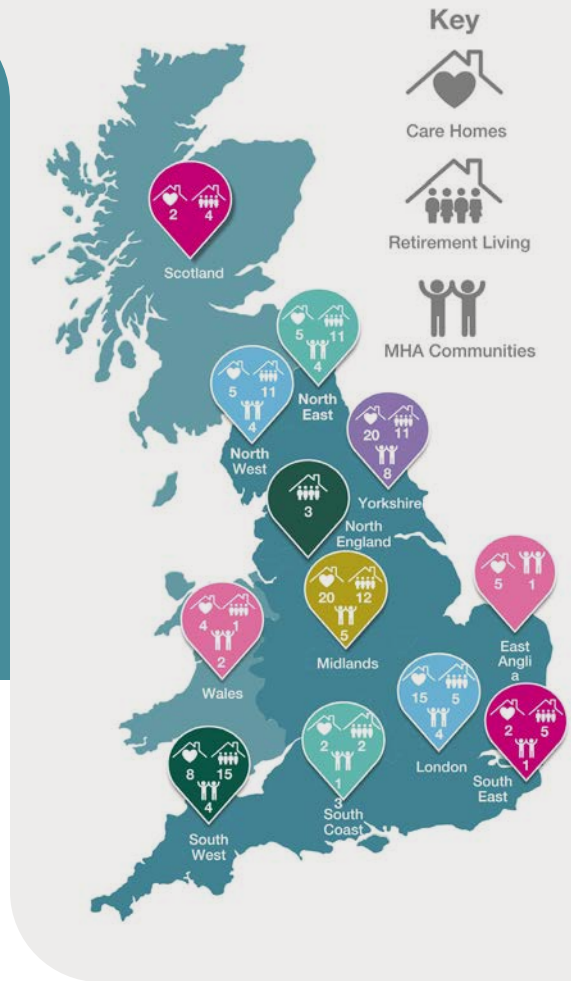 Key
Care Homes
Retirement Living
MHA Communities
2 4
Scotland
5 11
4
North
East
5 11
4
North
West
20 11
8
Yorkshire
3
North
England
20 12
5
Midlands
5 1
East
Angli
a
4 1
2
Wales
15 5
4
London
2 5
1
South
East
2 2
1
3
South
Coast
8 15
4
South
West